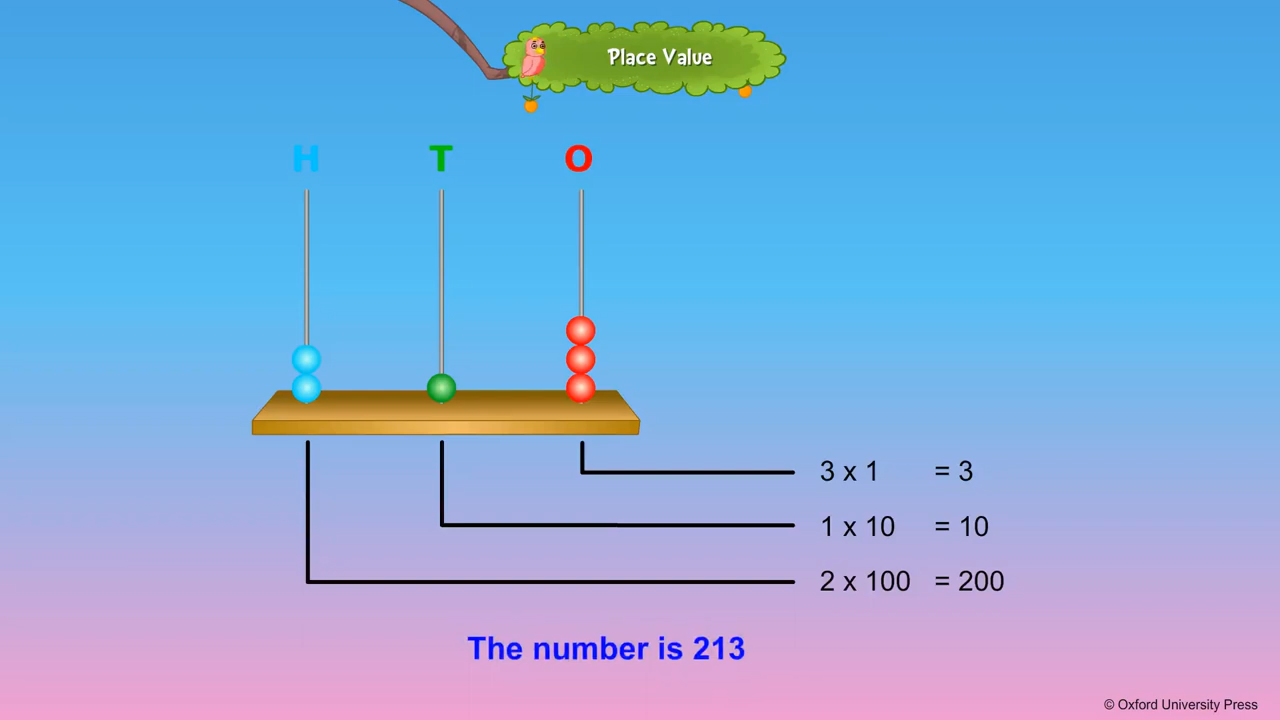 Place Value
H T O
3 x 1 = 3
1 x 10 = 10
2 x 100 = 200
The number is 213
© Oxford University Press